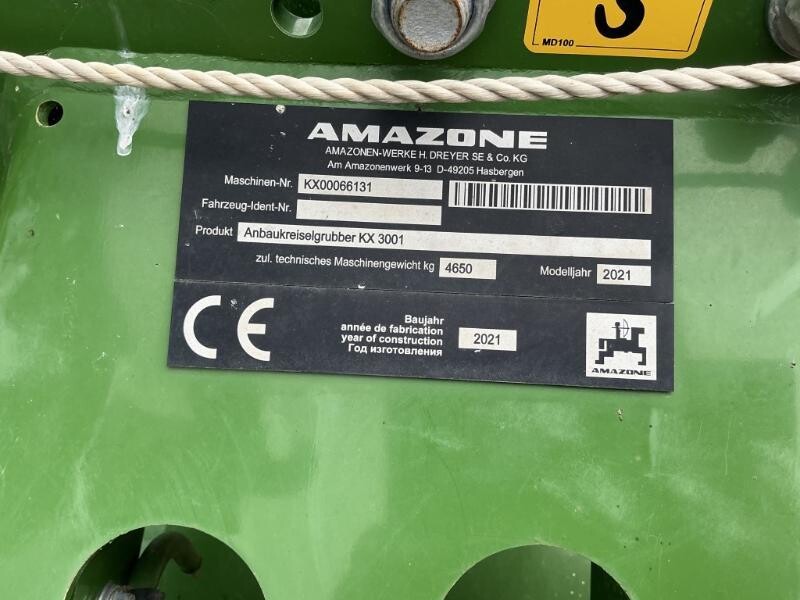 MD100
AMAZONE
AMAZONEN-WERKE H. DREYER SE & Co. KG
Am Amazonenwerk 9-13 D-49205 Hasbergen
Maschinen-Nr. KX00066131
Fahrzeug-Ident-Nr.
Produkt Anbaukreiselgrubber KX 3001
zul. technisches Maschinengewicht kg 4650 Modelljahr 2021
CE
Baujahr
année de fabrication
year of construction
Год изготовления
2021
AMAZONE